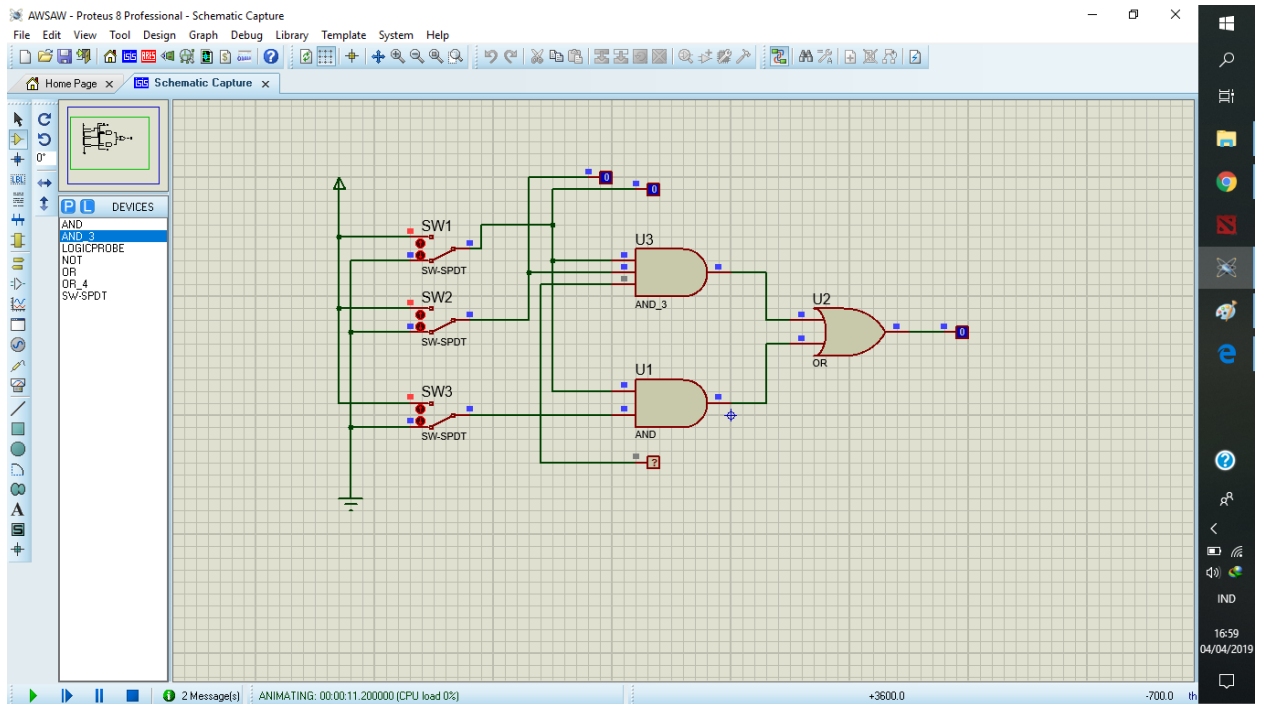 AWSAW - Proteus 8 Professional - Schematic Capture
File Edit View Tool Design Graph Debug Library Template System Help
Home Page x
Schematic Capture x
0°
LBL
P L DEVICES
AND
AND_3
LOGICPROBE
NOT
OR
OR_4
SW-SPDT
A
S
0
0
SW1
SW-SPDT
SW2
SW-SPDT
SW3
SW-SPDT
U3
AND_3
U2
OR
0
U1
AND
?
IND
16:59
04/04/2019
2 Message(s)
ANIMATING: 00:00:11.200000 (CPU load 0%)
+3600.0
-700.0
th